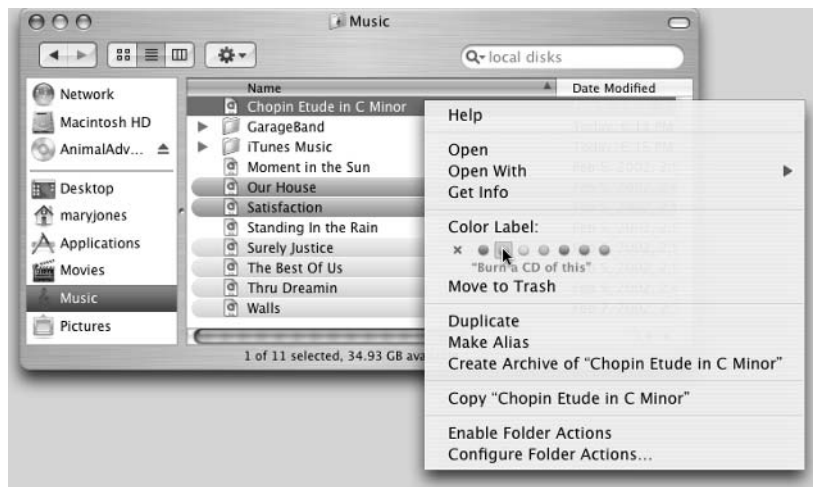 Music
local disks
Name
Date Modified
Network
Macintosh HD
AnimalAdv...
Desktop
maryjones
Applications
Movies
Music
Pictures
Chopin Etude in C Minor
GarageBand
iTunes Music
Moment in the Sun
Our House
Satisfaction
Standing In the Rain
Surely Justice
The Best Of Us
Thru Dreamin
Walls
1 of 11 selected, 34.93 GB ava
Help
Open
Open With
Get Info
Color Label:
"Burn a CD of this"
Move to Trash
Duplicate
Make Alias
Create Archive of “Chopin Etude in C Minor”
Copy “Chopin Etude in C Minor”
Enable Folder Actions
Configure Folder Actions...